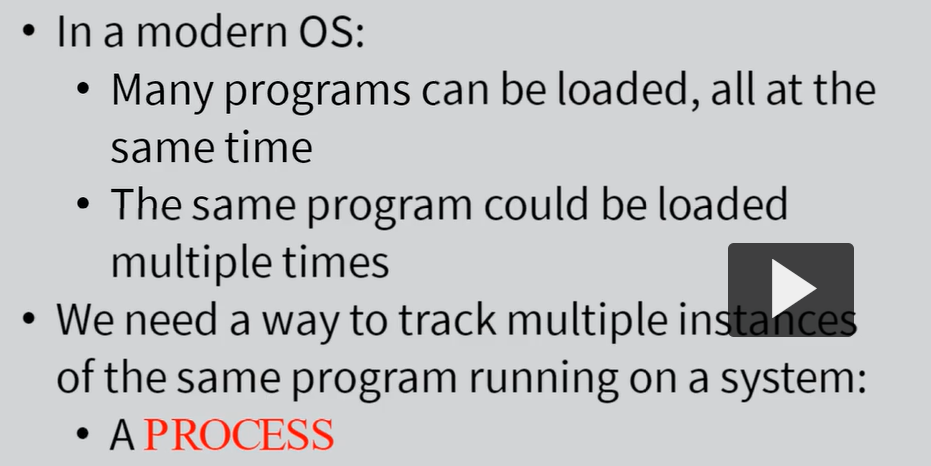 • In a modern OS:
• Many programs can be loaded, all at the
same time
• The same program could be loaded
multiple times
• We need a way to track multiple instances
of the same program running on a system:
• A PROCESS